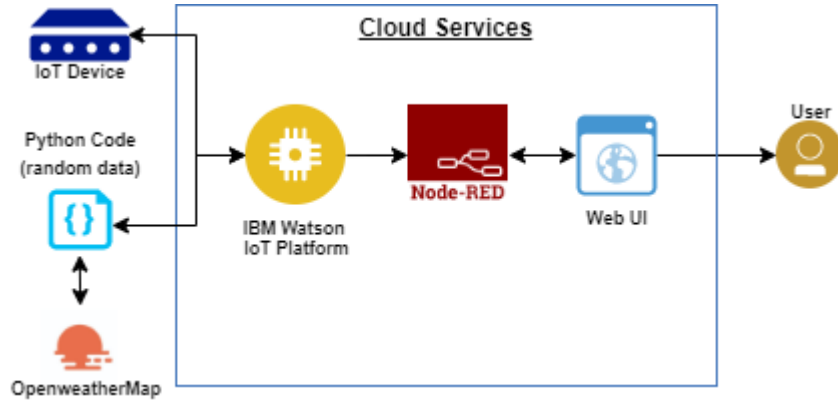 Cloud Services
IoT Device
Python Code
(random data)
{}
OpenweatherMap
IBM Watson
IoT Platform
Node-RED
Web UI
User